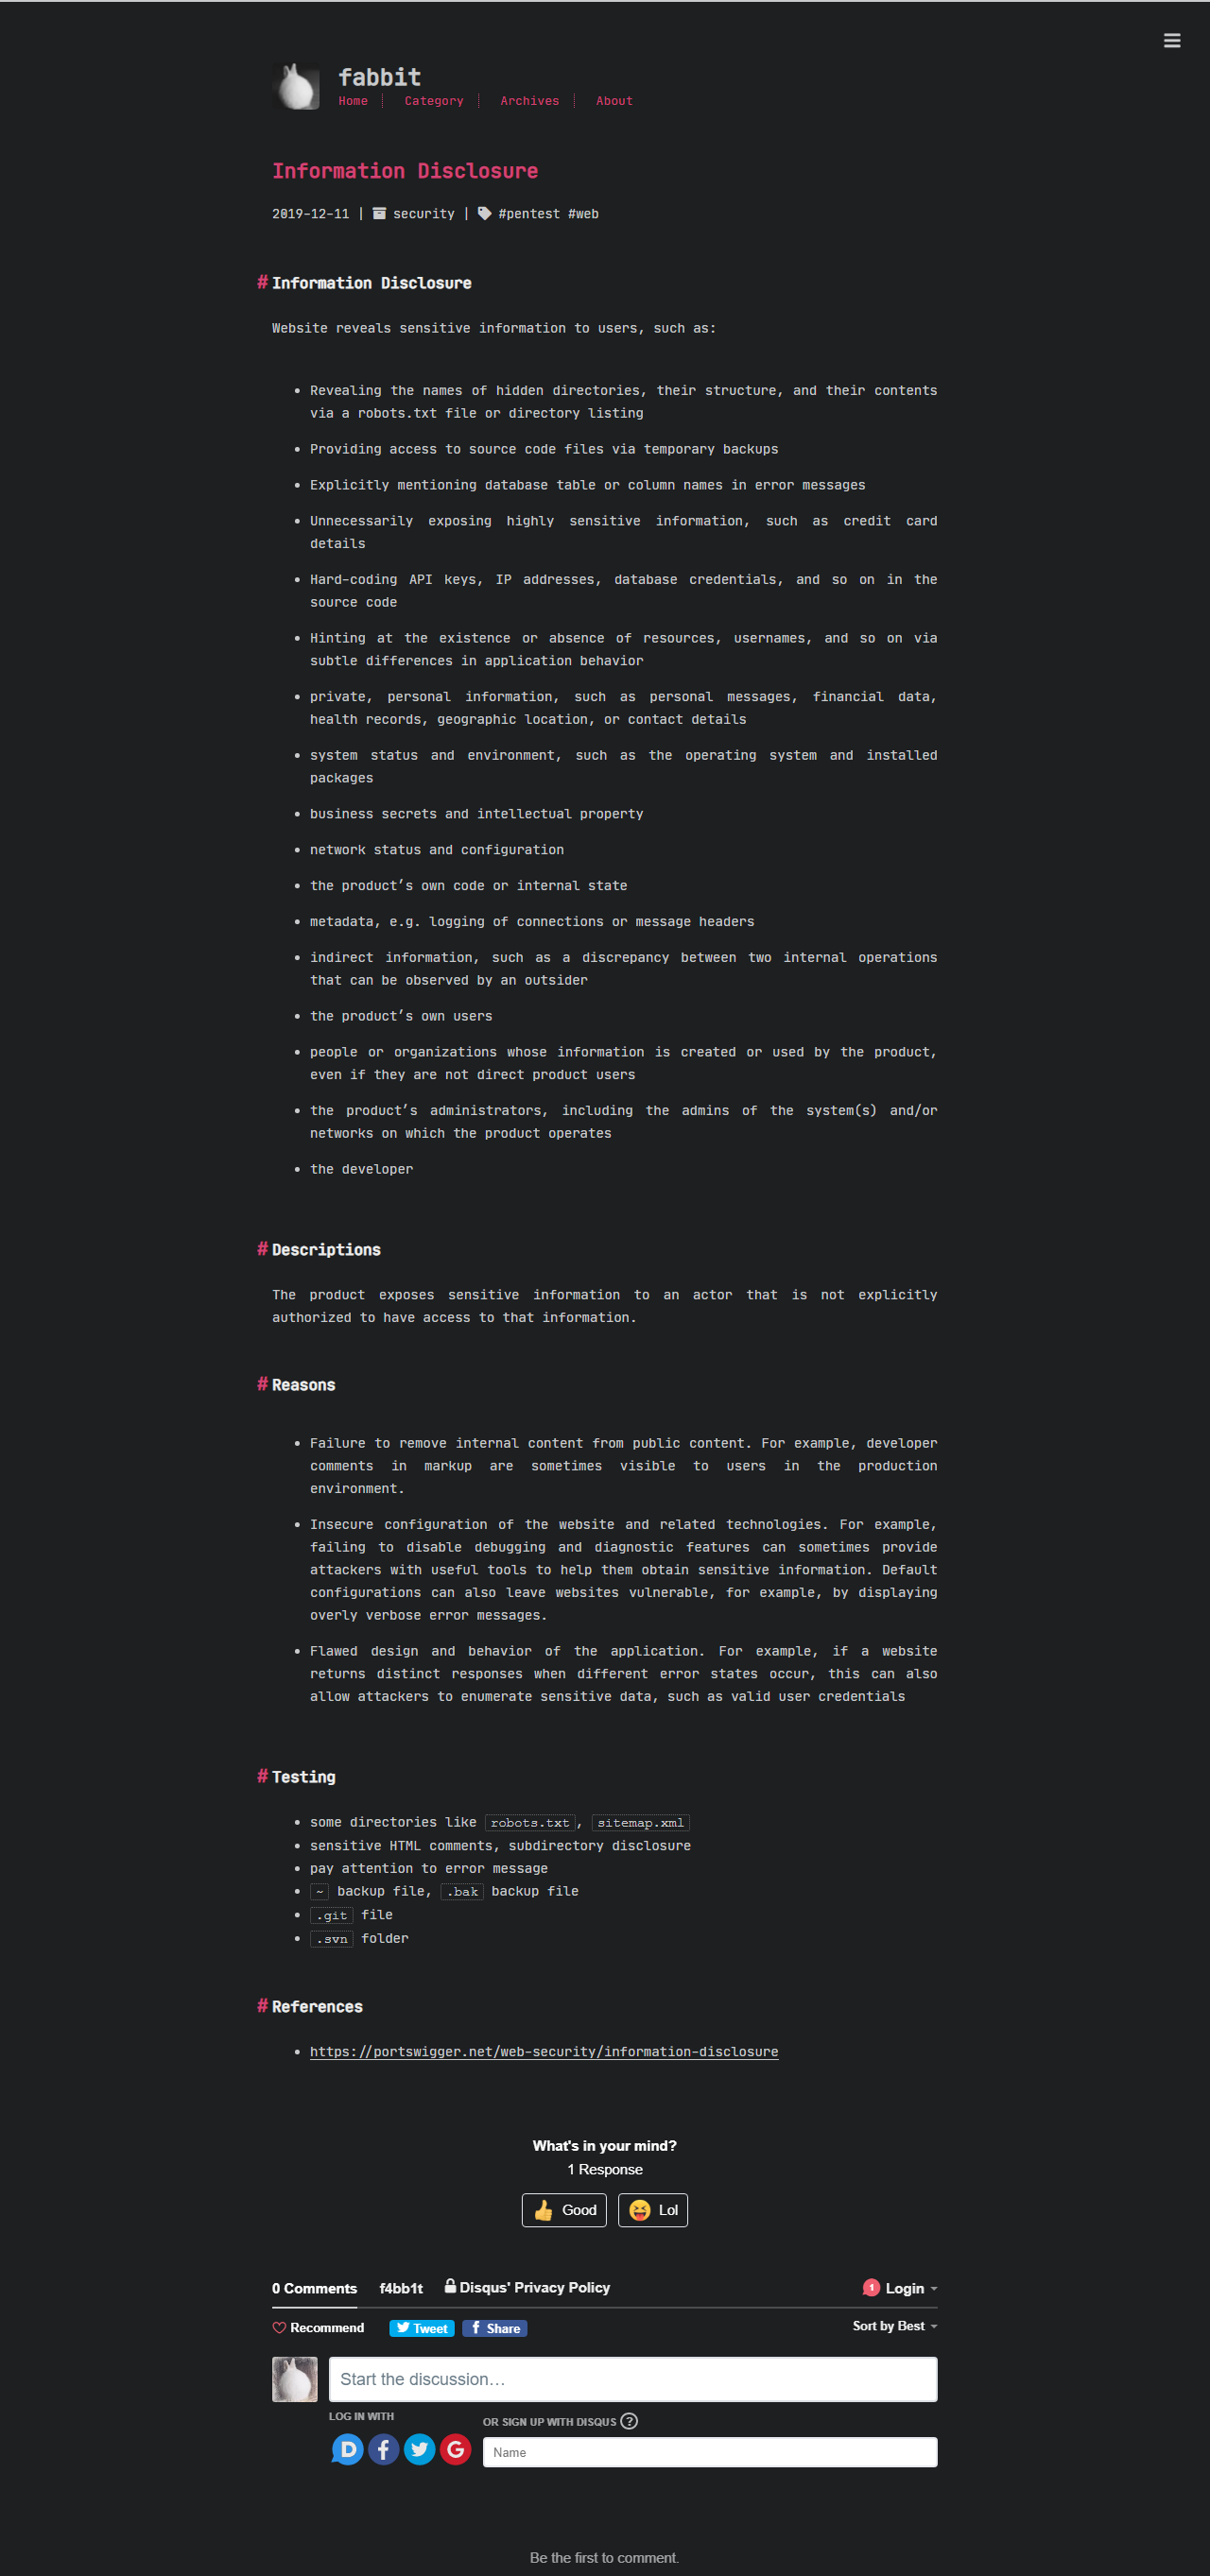 fabbit
Home
Category
Archives
About
Information Disclosure
2019-12-11 | security | #pentest #web
# Information Disclosure
Website reveals sensitive information to users, such as:
• Revealing the names of hidden directories, their structure, and their contents
via a robots.txt file or directory listing
• Providing access to source code files via temporary backups
• Explicitly mentioning database table or column names in error messages
• Unnecessarily exposing highly sensitive information, such as credit card
details
• Hard-coding API keys, IP addresses, database credentials, and so on in the
source code
• Hinting at the existence or absence of resources, usernames, and so on via
subtle differences in application behavior
• private, personal information, such as personal messages, financial data,
health records, geographic location, or contact details
• system status and environment, such as the operating system and installed
packages
• business secrets and intellectual property
• network status and configuration
• the product’s own code or internal state
• metadata, e.g. logging of connections or message headers
• indirect information, such as a discrepancy between two internal operations
that can be observed by an outsider
• the product’s own users
• people or organizations whose information is created or used by the product,
even if they are not direct product users
• the product’s administrators, including the admins of the system(s) and/or
networks on which the product operates
• the developer
# Descriptions
The product exposes sensitive information to an actor that is not explicitly
authorized to have access to that information.
# Reasons
• Failure to remove internal content from public content. For example, developer
comments in markup are sometimes visible to users in the production
environment.
• Insecure configuration of the website and related technologies. For example,
failing to disable debugging and diagnostic features can sometimes provide
attackers with useful tools to help them obtain sensitive information. Default
configurations can also leave websites vulnerable, for example, by displaying
overly verbose error messages.
• Flawed design and behavior of the application. For example, if a website
returns distinct responses when different error states occur, this can also
allow attackers to enumerate sensitive data, such as valid user credentials
# Testing
• some directories like robots.txt, sitemap.xml
• sensitive HTML comments, subdirectory disclosure
• pay attention to error message
• ~ backup file, .bak backup file
• .git file
• .svn folder
# References
• https://portswigger.net/web-security/information-disclosure
What's in your mind?
1 Response
Good
Lol
0 Comments f4bb1t Disqus' Privacy Policy 1 Login
Recommend Tweet Share Sort by Best
Start the discussion…
LOG IN WITH
OR SIGN UP WITH DISQUS ?
Name
Be the first to comment.